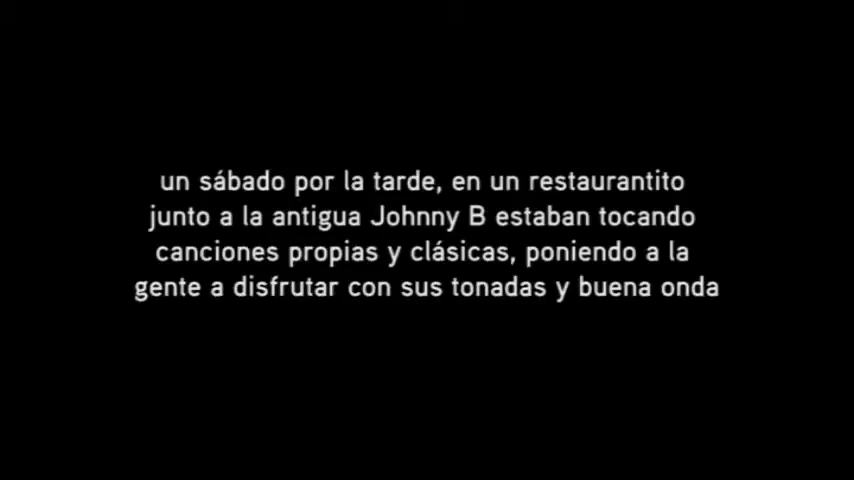 un sábado por la tarde, en un restaurantito
junto a la antigua Johnny B estaban tocando
canciones propias y clásicas, poniendo a la
gente a disfrutar con sus tonadas y buena onda